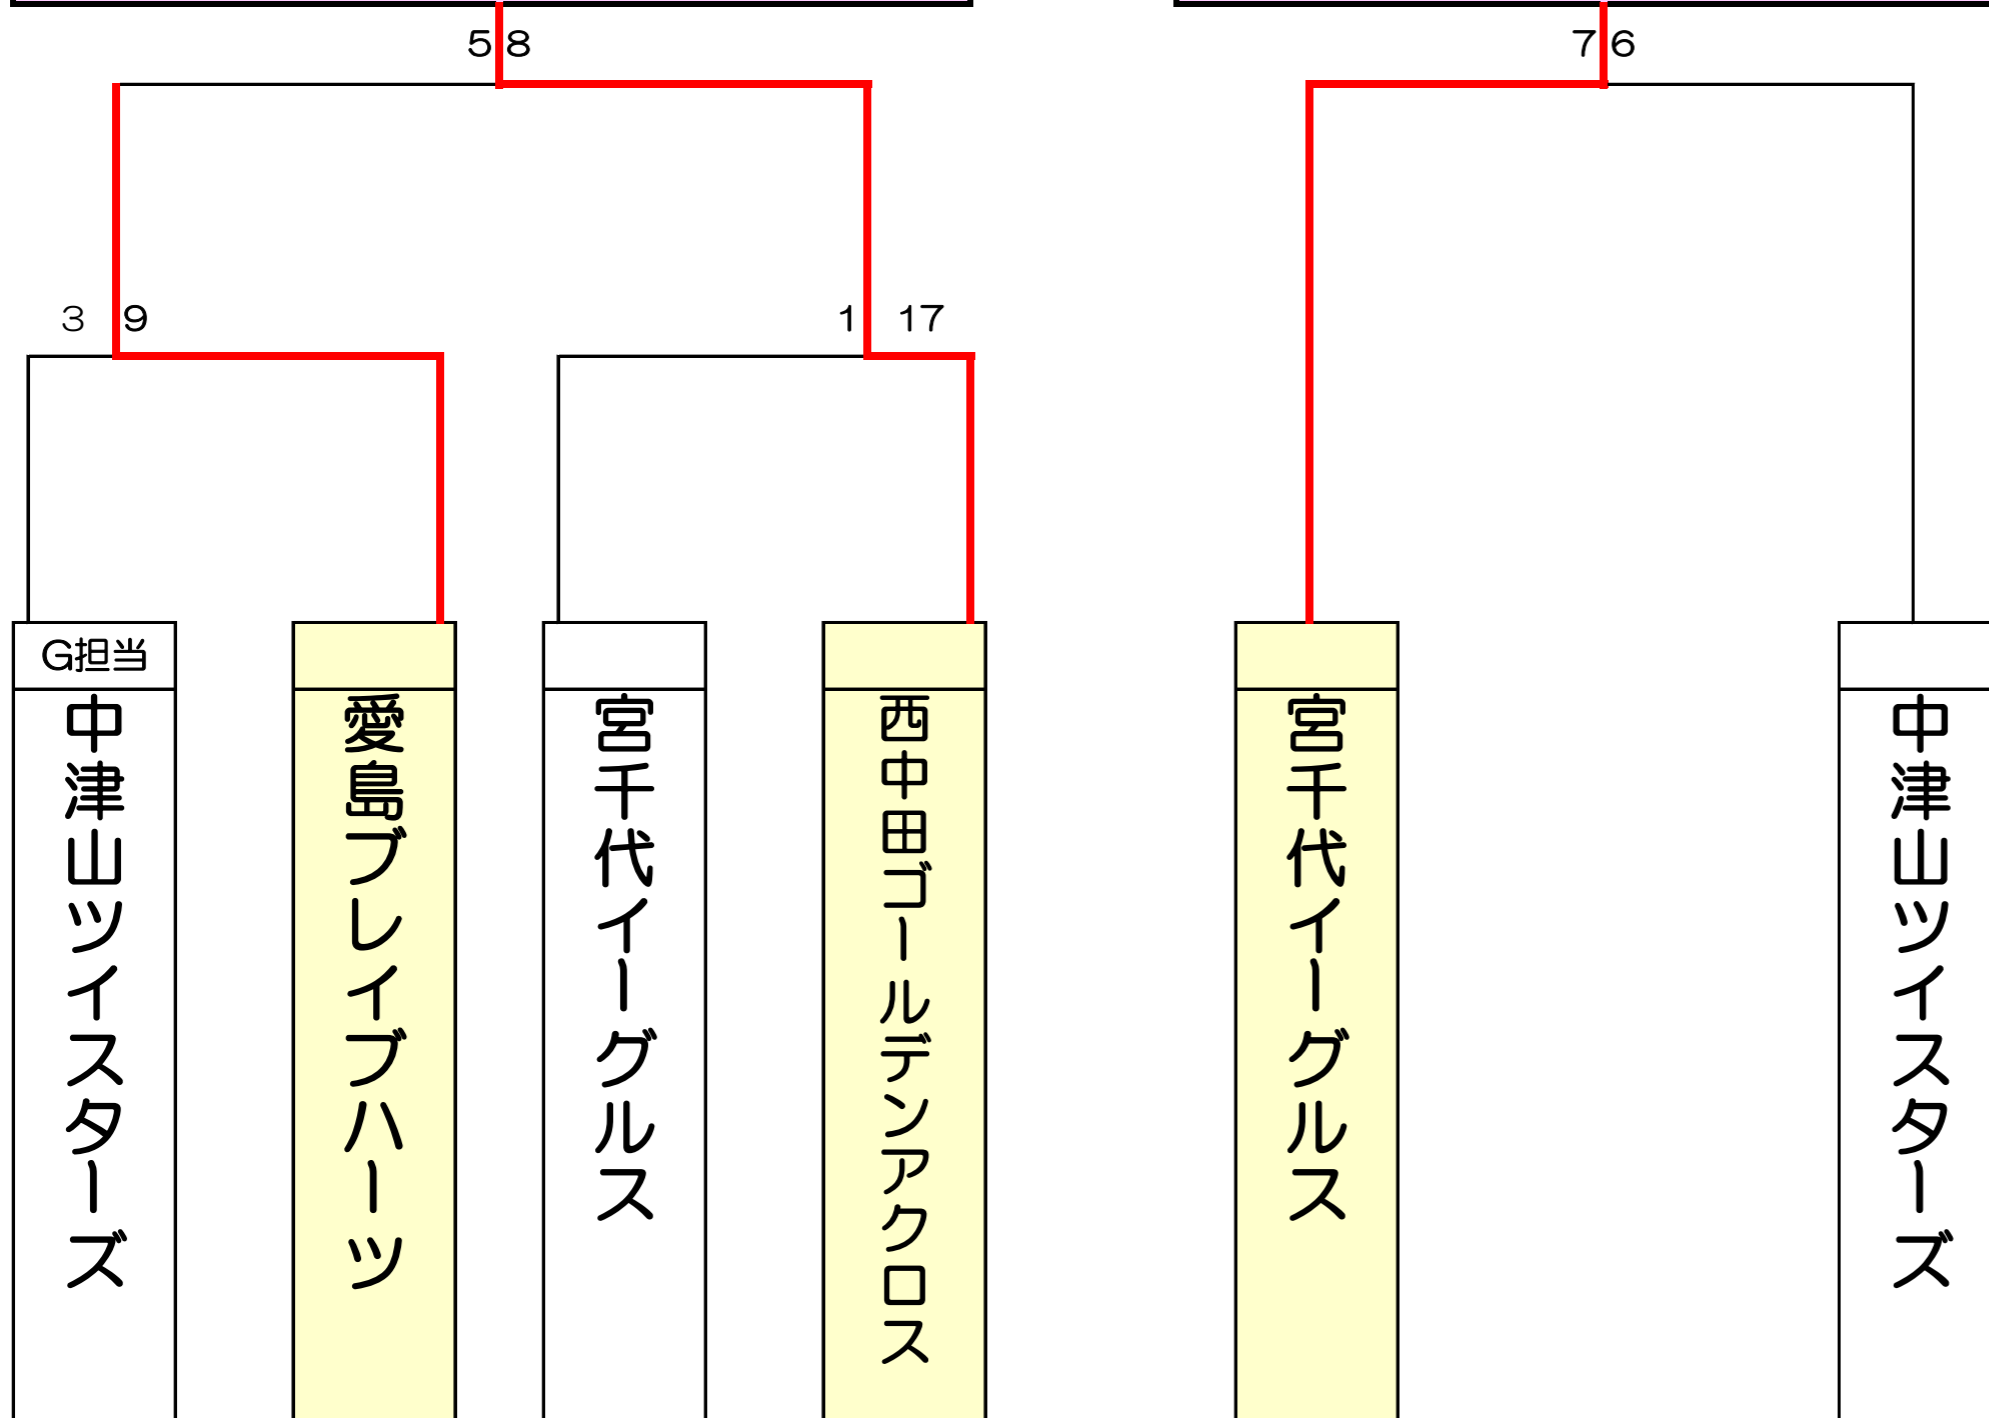 5 8
7 6
3 9
1 17
G担当
中津山ツイスターズ
愛島ブレイブハーツ
宮千代イーグルス
西中田ゴールデンアクロス
宮千代イーグルス
中津山ツイスターズ